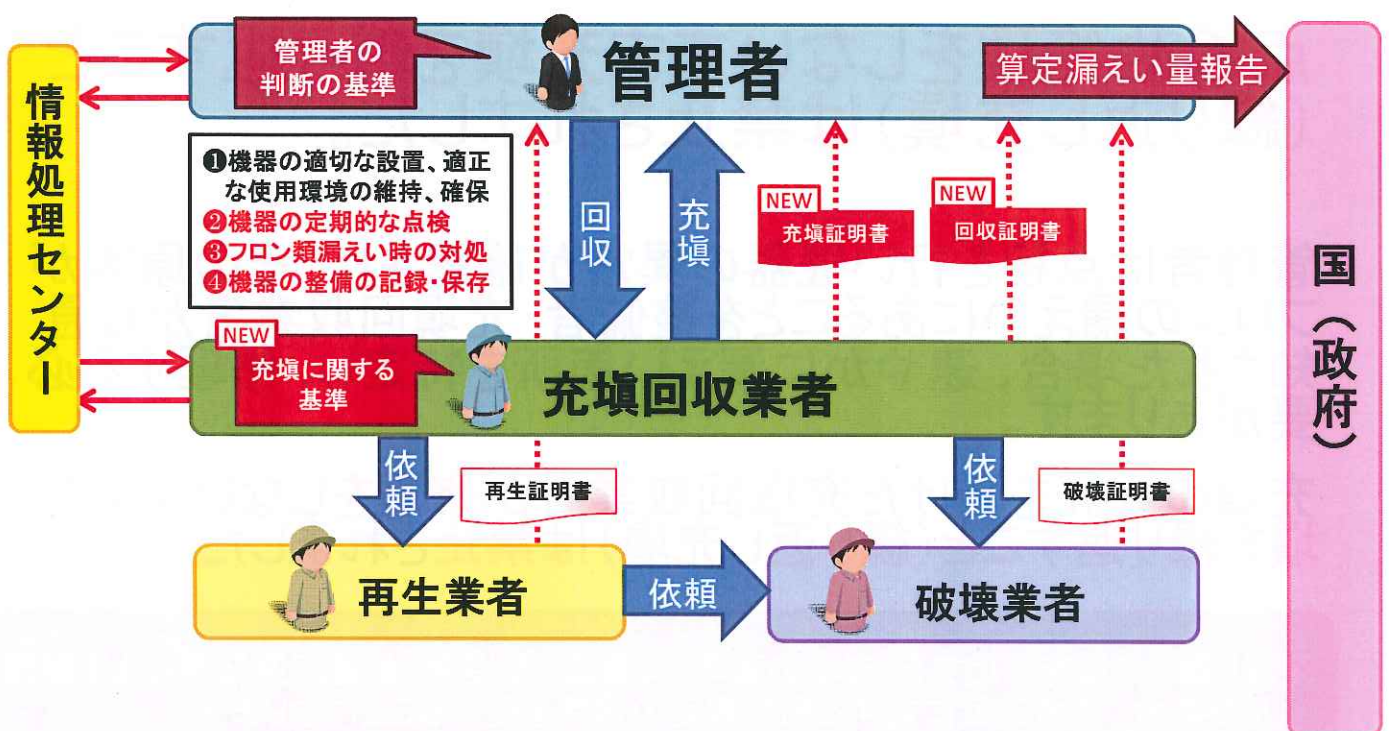 情報処理センター
管理者の
判断の基準
管理者
算定漏えい量報告
国(政府)
❶機器の適切な設置、適正
な使用環境の維持、確保
❷機器の定期的な点検
❸フロン類漏えい時の対処
❹機器の整備の記録・保存
回収
充塡
NEW
充塡証明書
NEW
回収証明書
NEW
充塡に関する
基準
充塡回収業者
依頼
再生証明書
依頼
破壊証明書
再生業者
依頼
破壊業者